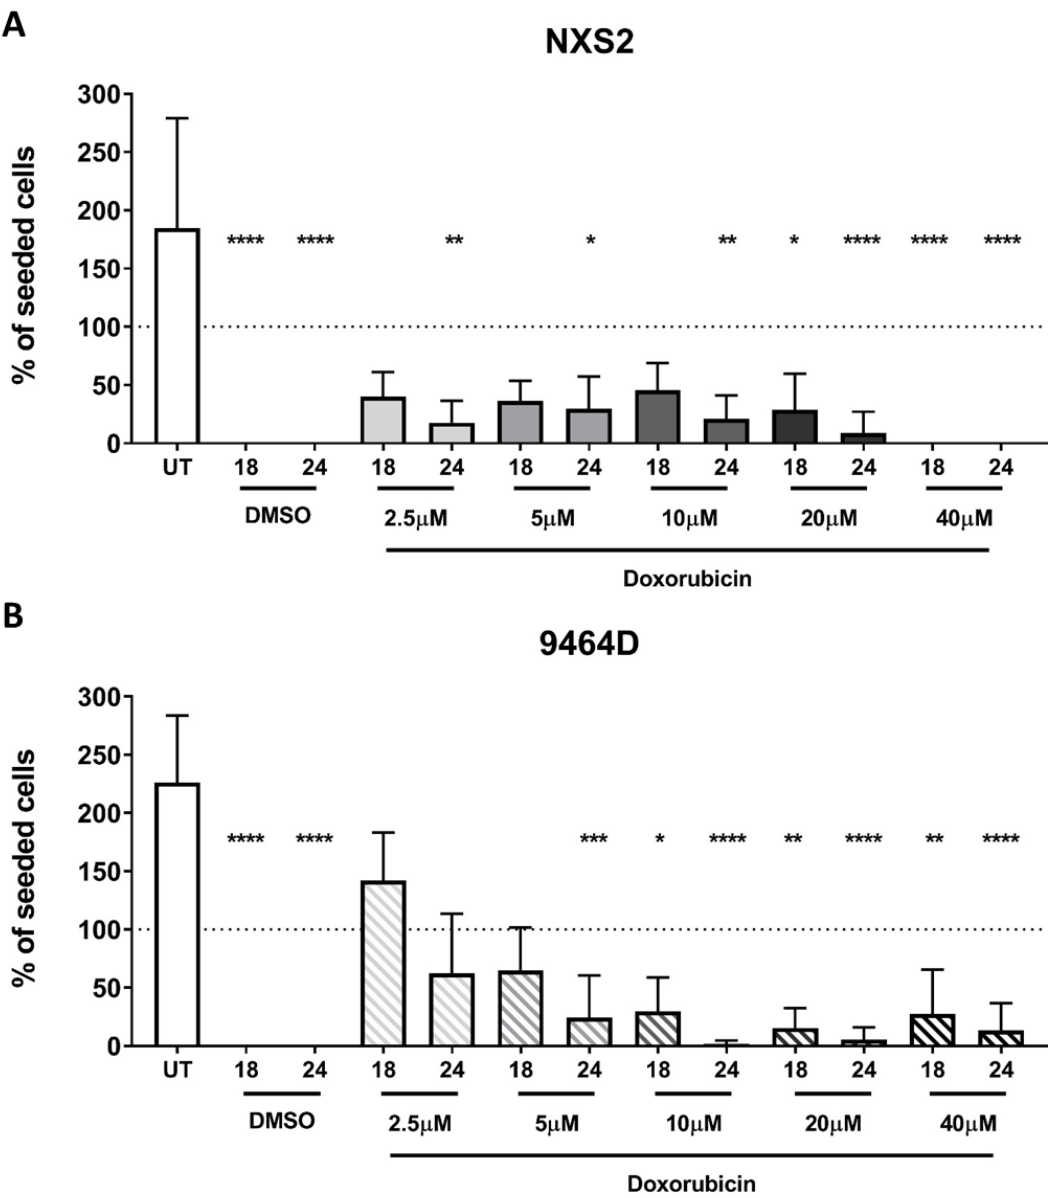 A
NXS2
% of seeded cells
300
250
200
150
100
50
0
**** **** ** * ** * **** **** ****
UT 18 24 18 24 18 24 18 24 18 24 18 24
DMSO 2.5μM 5μM 10μM 20μM 40μM
Doxorubicin
B
9464D
% of seeded cells
300
250
200
150
100
50
0
**** **** *** * **** ** **** ** ****
UT 18 24 18 24 18 24 18 24 18 24 18 24
DMSO 2.5μM 5μM 10μM 20μM 40μM
Doxorubicin